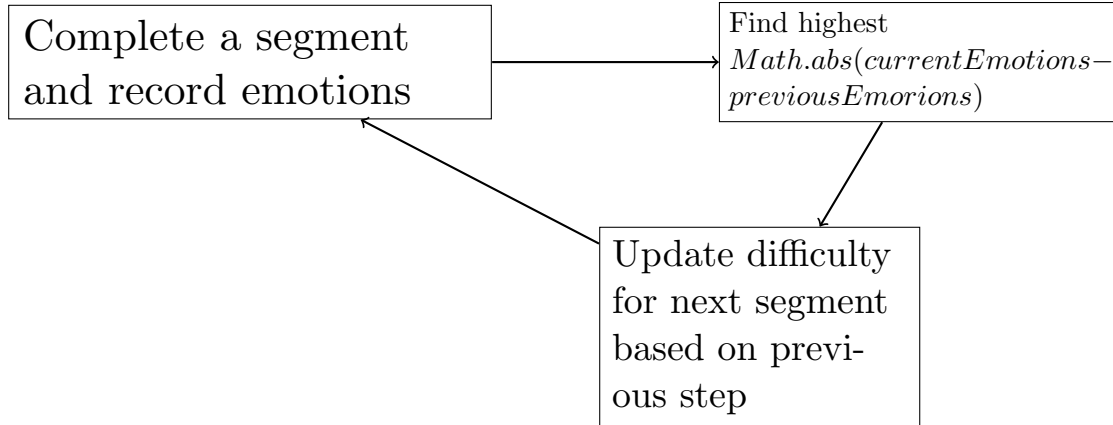 Complete a segment
and record emotions
Find highest
Math.abs(currentEmotions−
previousEmorions)
Update difficulty
for next segment
based on previ-
ous step